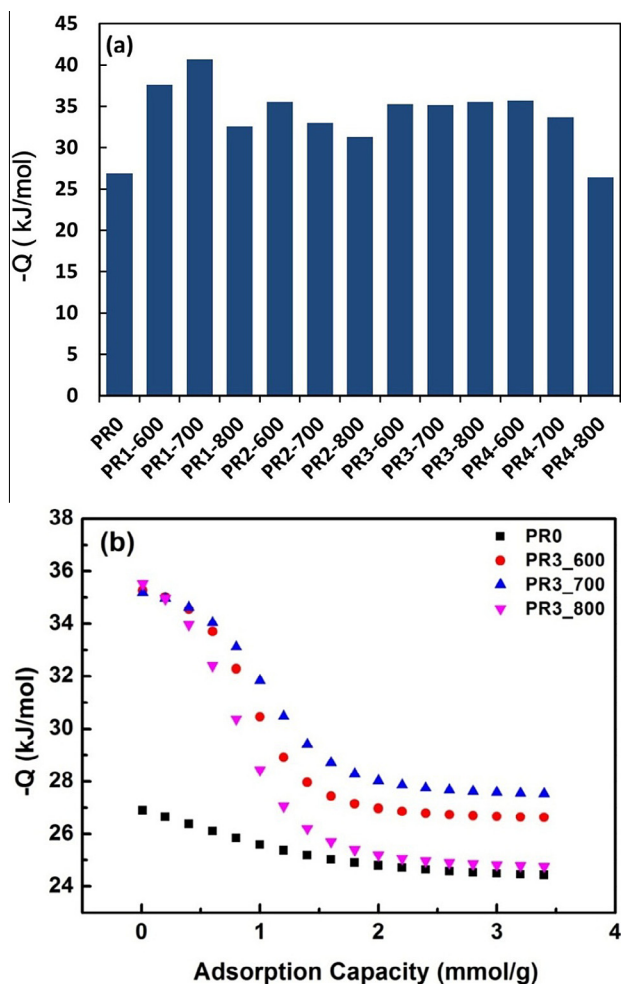 (a)
-Q ( kJ/mol)
45
40
35
30
25
20
15
10
5
0
PR0
PR1-600
PR1-700
PR1-800
PR2-600
PR2-700
PR2-800
PR3-600
PR3-700
PR3-800
PR4-600
PR4-700
PR4-800
(b)
-Q (kJ/mol)
38
36
34
32
30
28
26
24
PR0
PR3_600
PR3_700
PR3_800
0 1 2 3 4
Adsorption Capacity (mmol/g)